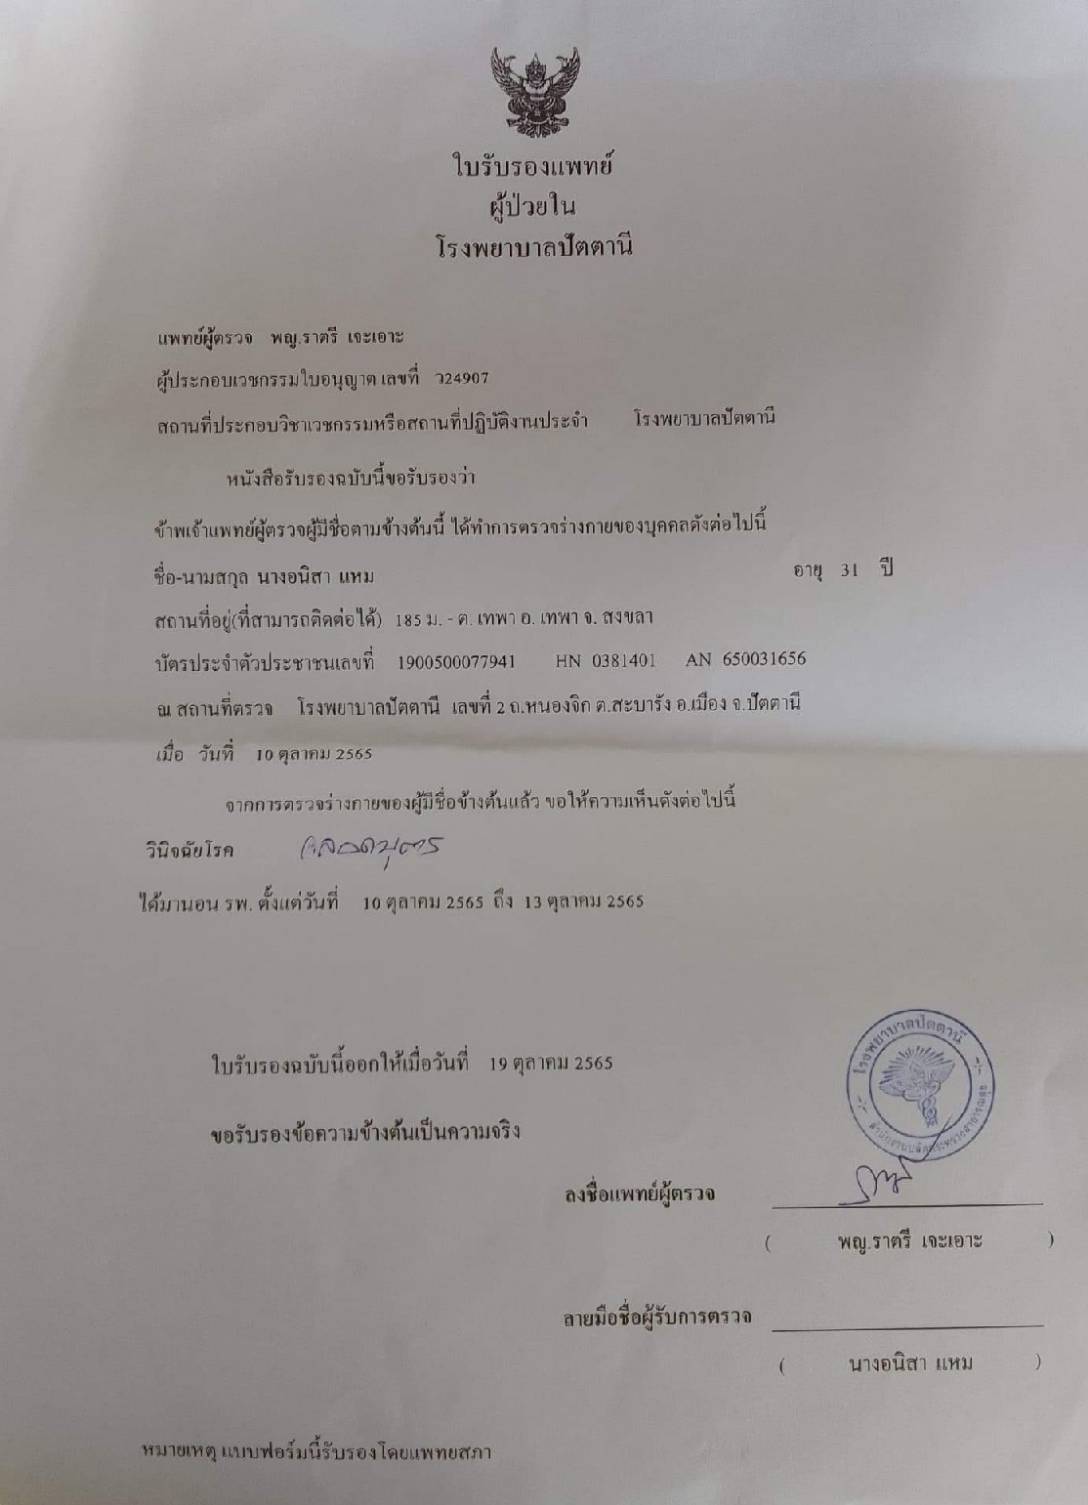 ใบรับรองแพทย์
ผู้ป่วยใน
โรงพยาบาลปัตตานี
แพทย์ผู้ตรวจ พญ.ราตรี เจะเอาะ
ผู้ประกอบเวชกรรมใบอนุญาต เลขที่ ว24907
สถานที่ประกอบวิชาเวชกรรมหรือสถานที่ปฏิบัติงานประจำ โรงพยาบาลปัตตานี
หนังสือรับรองฉบับนี้ขอรับรองว่า
ข้าพเจ้าแพทย์ผู้ตรวจผู้มีชื่อตามข้างต้นนี้ ได้ทำการตรวจร่างกายของบุคคลดังต่อไปนี้
ชื่อ-นามสกุล นางอนิสา แหม อายุ 31 ปี
สถานที่อยู่(ที่สามารถติดต่อได้) 185 ม. - ต. เทพา อ. เทพา จ. สงขลา
บัตรประจำตัวประชาชนเลขที่ 1900500077941 HN 0381401 AN 650031656
ณ สถานที่ตรวจ โรงพยาบาลปัตตานี เลขที่ 2 ถ.หนองจิก ต.สะบารัง อ.เมือง จ.ปัตตานี
เมื่อ วันที่ 10 ตุลาคม 2565
จากการตรวจร่างกายของผู้มีชื่อข้างต้นแล้ว ขอให้ความเห็นดังต่อไปนี้
วินิจฉัยโรค คลอดบุตร
ได้มานอน รพ. ตั้งแต่วันที่ 10 ตุลาคม 2565 ถึง 13 ตุลาคม 2565
ใบรับรองฉบับนี้ออกให้เมื่อวันที่ 19 ตุลาคม 2565
ขอรับรองข้อความข้างต้นเป็นความจริง
โรงพยาบาลปัตตานี
สำนักงานปลัดกระทรวงสาธารณสุข
ลงชื่อแพทย์ผู้ตรวจ
( พญ.ราตรี เจะเอาะ )
ลายมือชื่อผู้รับการตรวจ
( นางอนิสา แหม )
หมายเหตุ แบบฟอร์มนี้รับรองโดยแพทยสภา